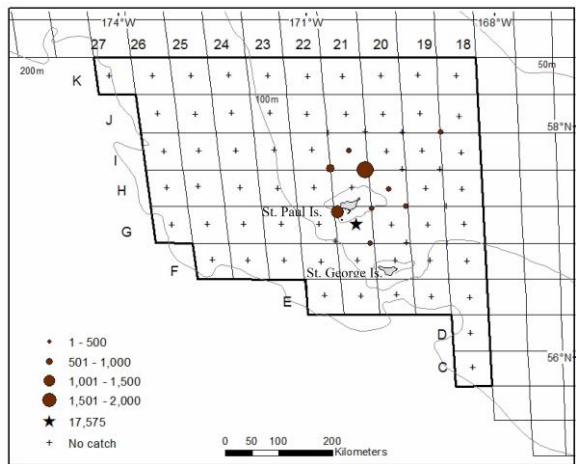 174°W 171°W 168°W
27 26 25 24 23 22 21 20 19 18
200m 50m
K
100m
J
58°N
I
H
St. Paul Is.
G
F
St. George Is.
E
D
1 - 500
501 - 1,000
56°N
C
1,001 - 1,500
1,501 - 2,000
17,575
No catch
0 50 100 200
Kilometers